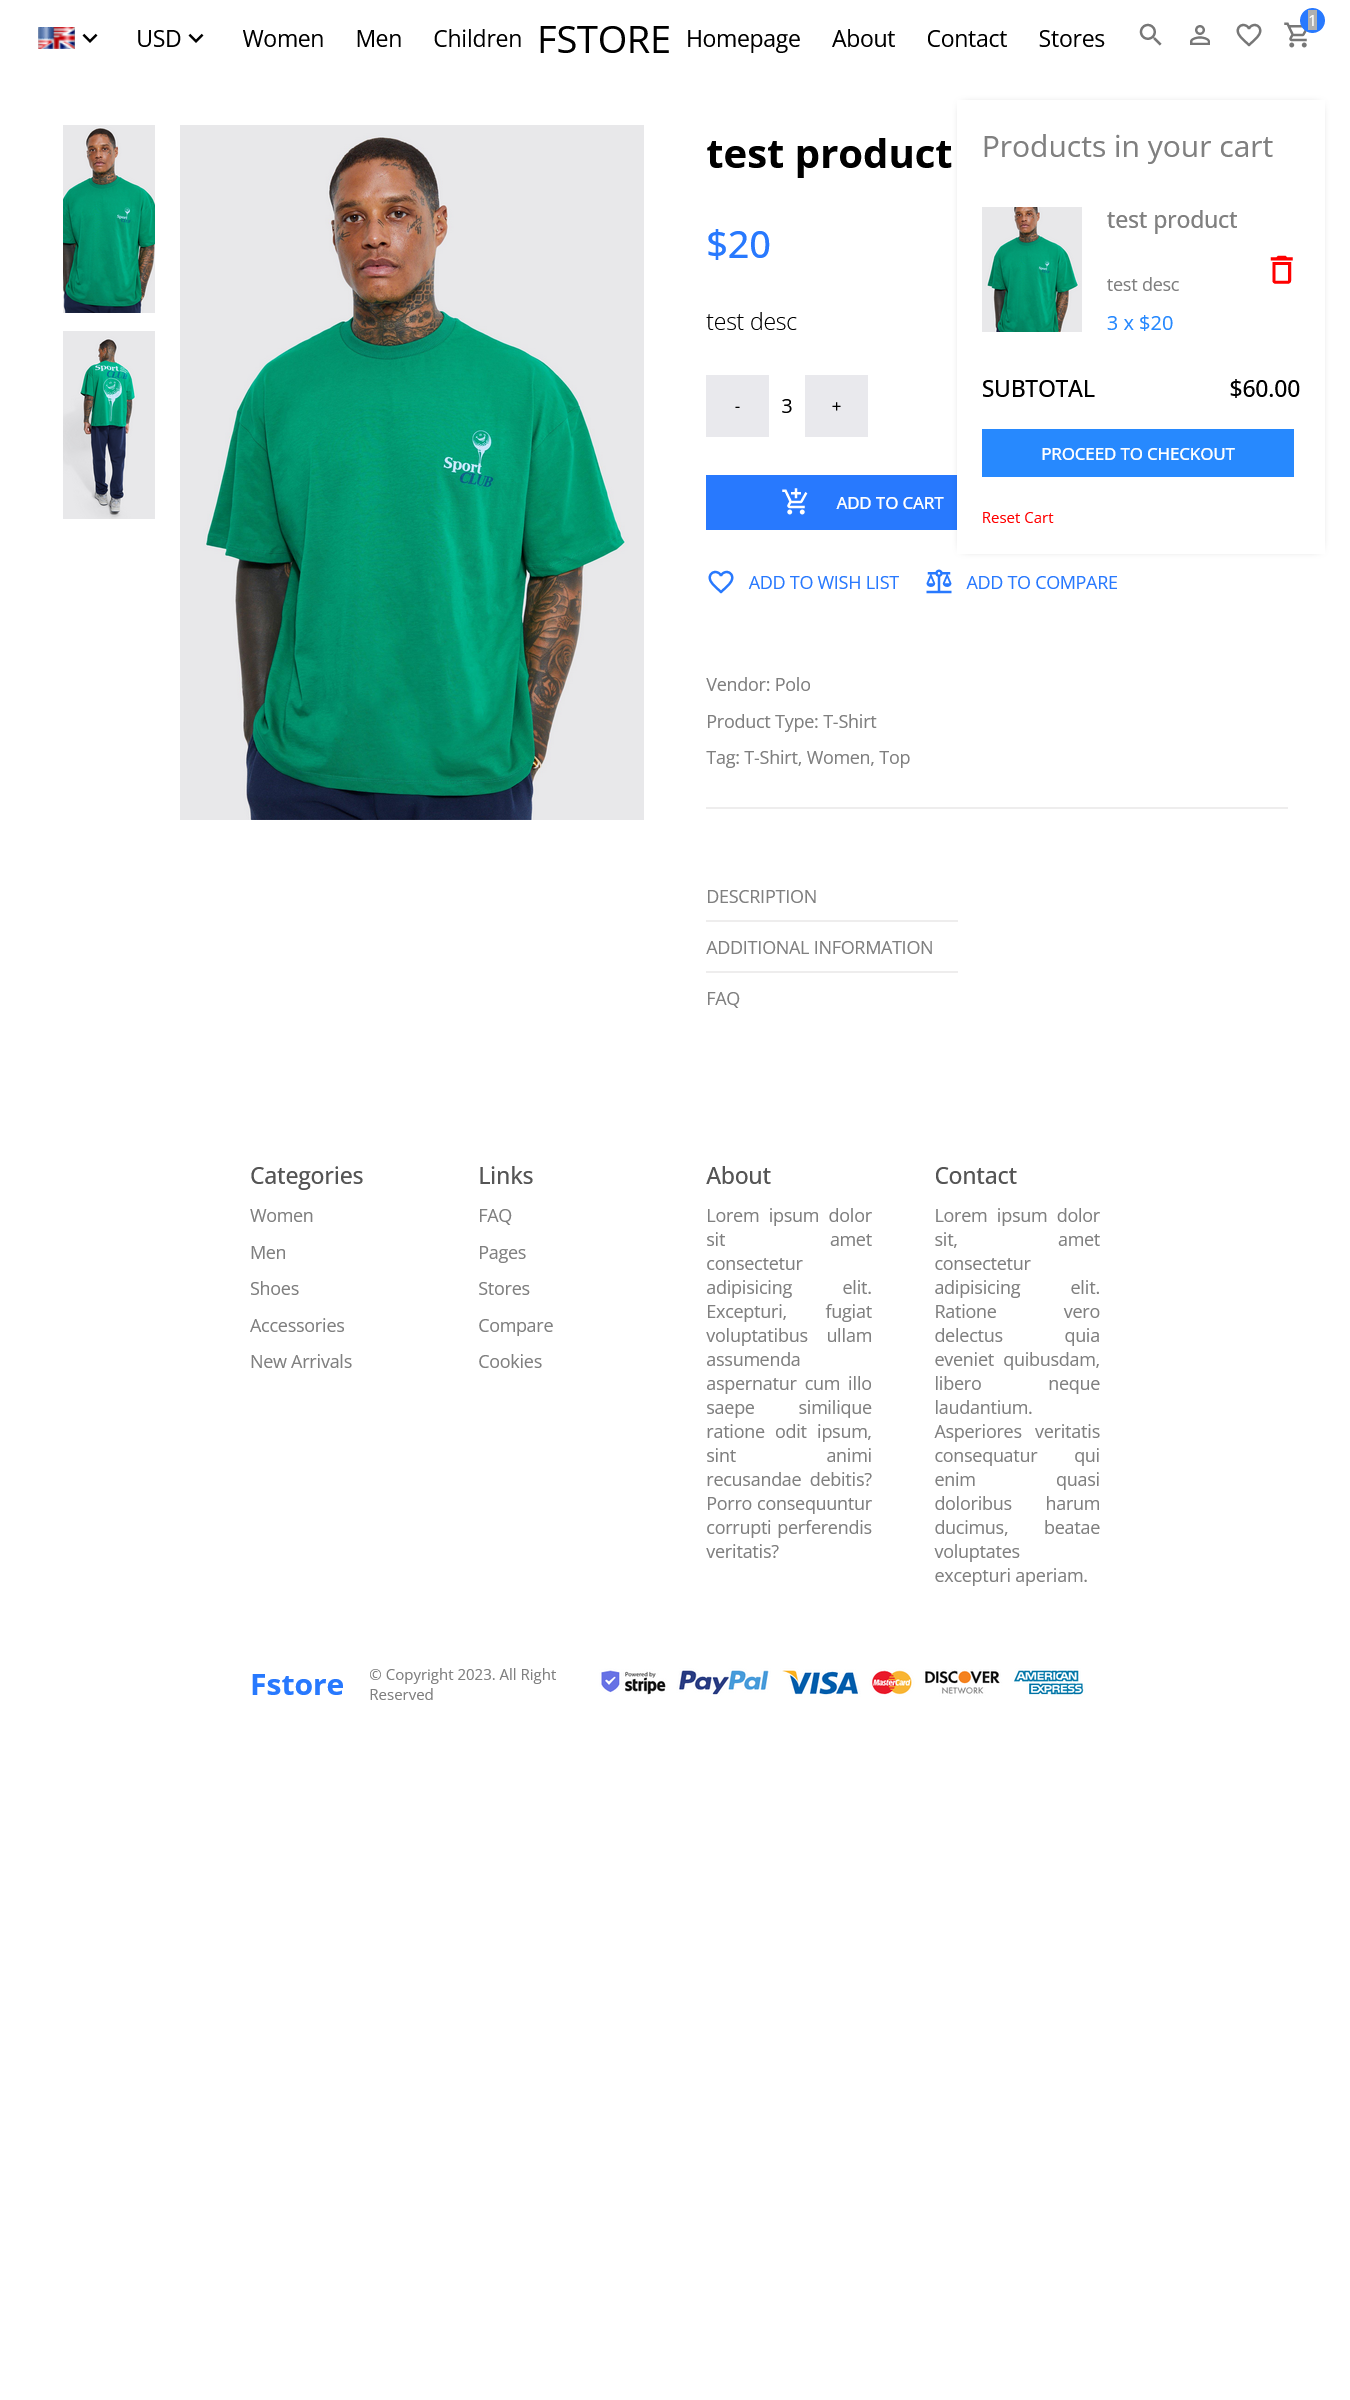 USD
Women
Men
Children
FSTORE
Homepage
About
Contact
Stores
1
test product
$20
test desc
- 3 +
ADD TO CART
ADD TO WISH LIST
ADD TO COMPARE
Products in your cart
test product
test desc
3 x $20
SUBTOTAL $60.00
PROCEED TO CHECKOUT
Reset Cart
Sport
CLUB
Sport
CLUB
Sport
CLUB
Vendor: Polo
Product Type: T-Shirt
Tag: T-Shirt, Women, Top
DESCRIPTION
ADDITIONAL INFORMATION
FAQ
Categories
Women
Men
Shoes
Accessories
New Arrivals
Links
FAQ
Pages
Stores
Compare
Cookies
About
Lorem ipsum dolor
sit amet
consectetur
adipisicing elit.
Excepturi, fugiat
voluptatibus ullam
assumenda
aspernatur cum illo
saepe similique
ratione odit ipsum,
sint animi
recusandae debitis?
Porro consequuntur
corrupti perferendis
veritatis?
Contact
Lorem ipsum dolor
sit, amet
consectetur
adipisicing elit.
Ratione vero
delectus quia
eveniet quibusdam,
libero neque
laudantium.
Asperiores veritatis
consequatur qui
enim quasi
doloribus harum
ducimus, beatae
voluptates
excepturi aperiam.
Fstore
© Copyright 2023. All Right
Reserved
Powered by
stripe
PayPal
VISA
MasterCard
DISCOVER
NETWORK
AMERICAN
EXPRESS